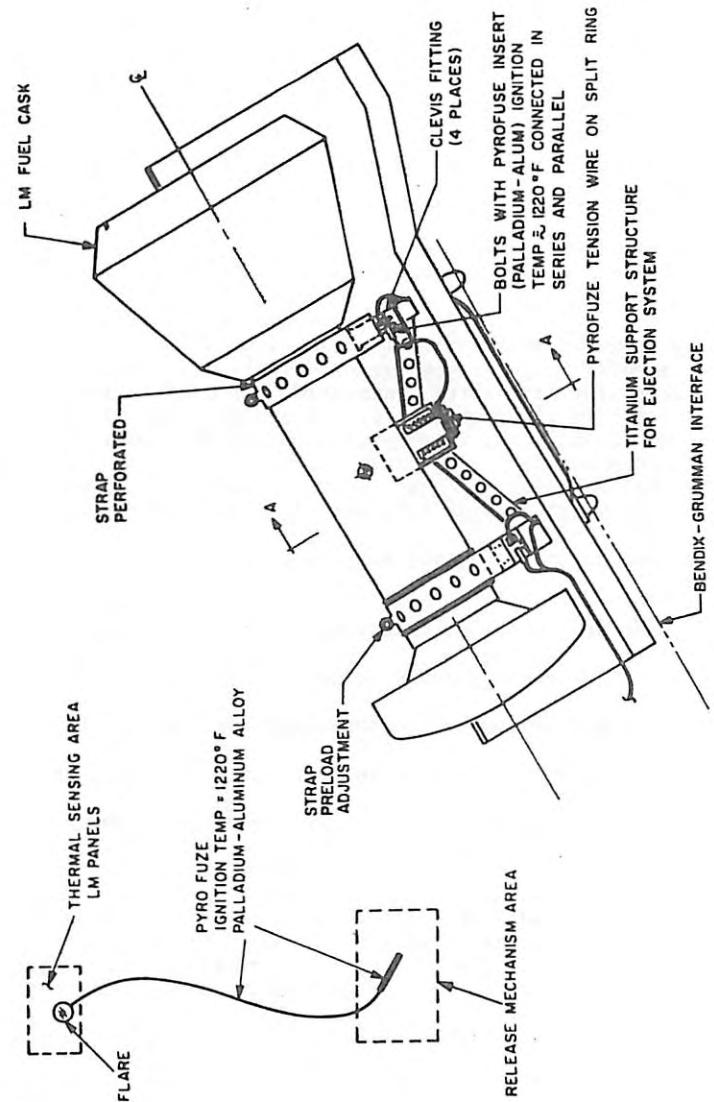 LM FUEL CASK
℄
CLEVIS FITTING
(4 PLACES)
BOLTS WITH PYROFUSE INSERT
(PALLADIUM-ALUM) IGNITION
TEMP ≈ 1220°F CONNECTED IN
SERIES AND PARALLEL
PYROFUZE TENSION WIRE ON SPLIT RING
STRAP
PERFORATED
A
A
TITANIUM SUPPORT STRUCTURE
FOR EJECTION SYSTEM
BENDIX-GRUMMAN INTERFACE
STRAP
PRELOAD
ADJUSTMENT
THERMAL SENSING AREA
LM PANELS
PYRO FUZE
IGNITION TEMP = 1220°F
PALLADIUM-ALUMINUM ALLOY
FLARE
RELEASE MECHANISM AREA